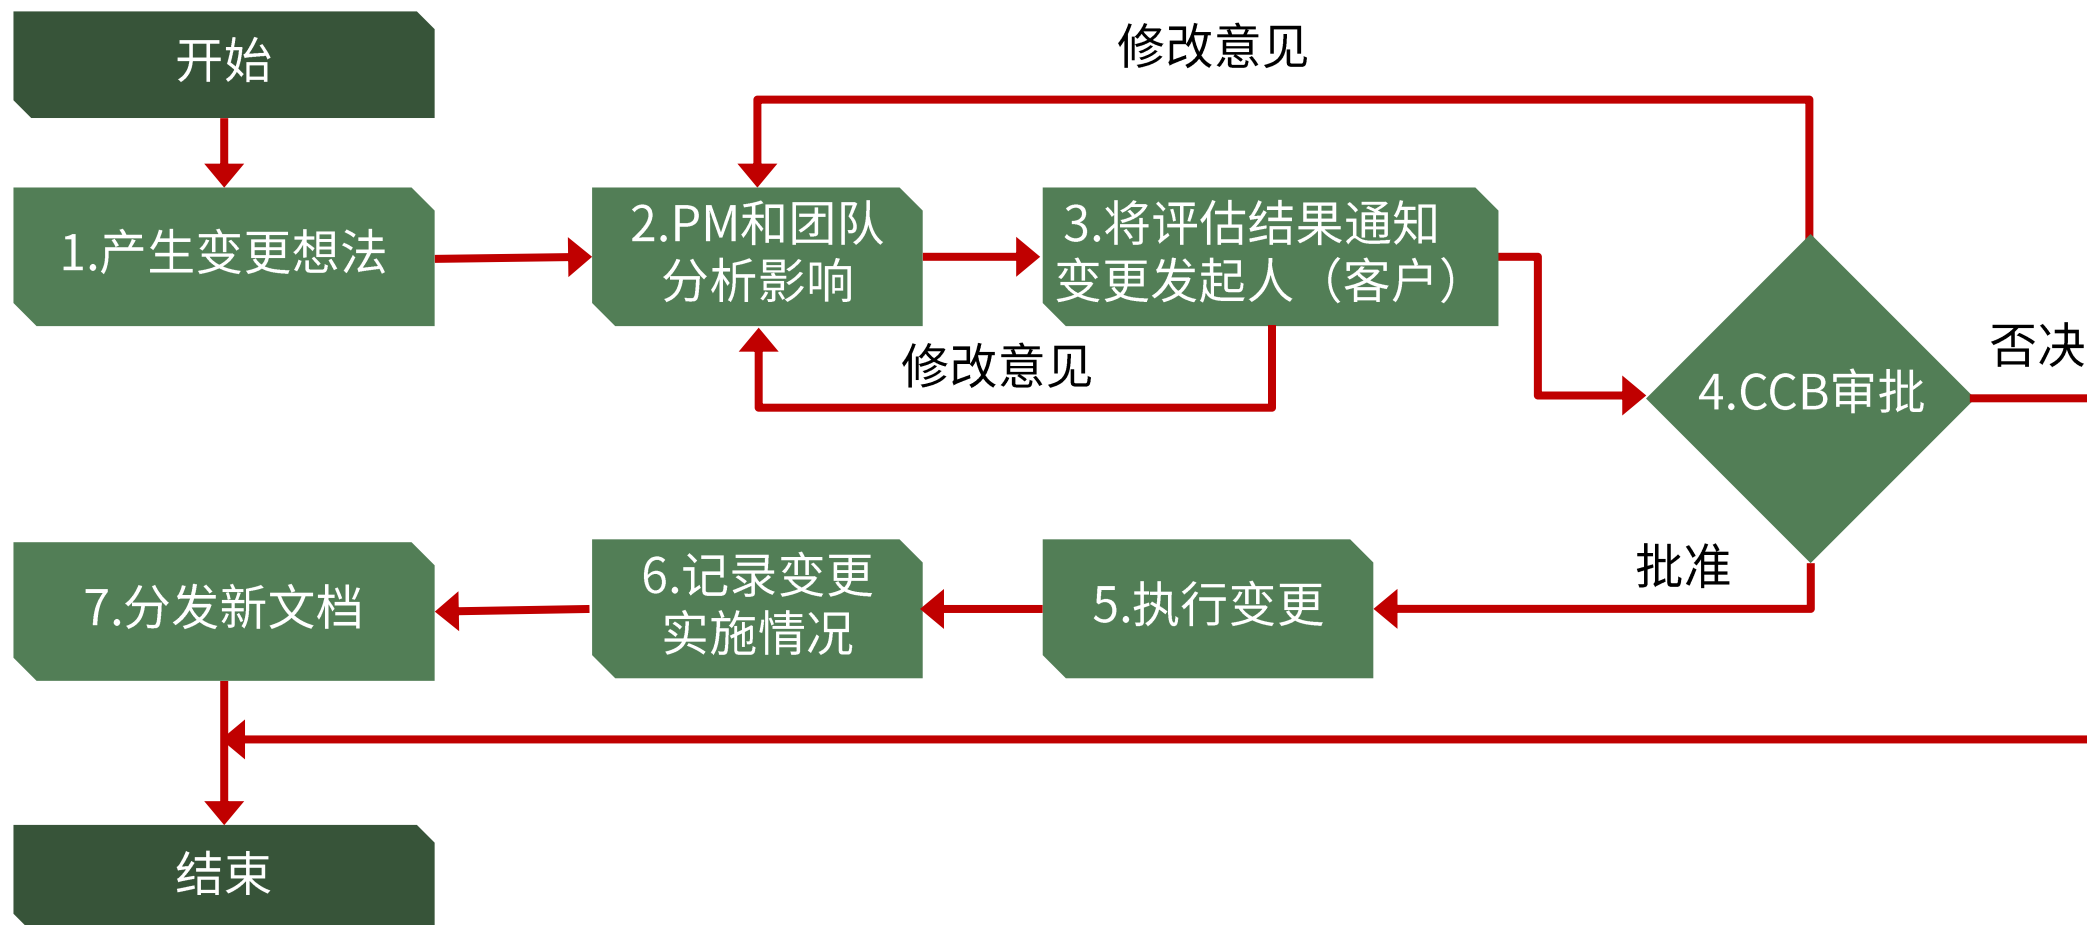 开始
修改意见
1.产生变更想法
2.PM和团队
分析影响
3.将评估结果通知
变更发起人（客户）
修改意见
4.CCB审批
否决
批准
7.分发新文档
6.记录变更
实施情况
5.执行变更
结束